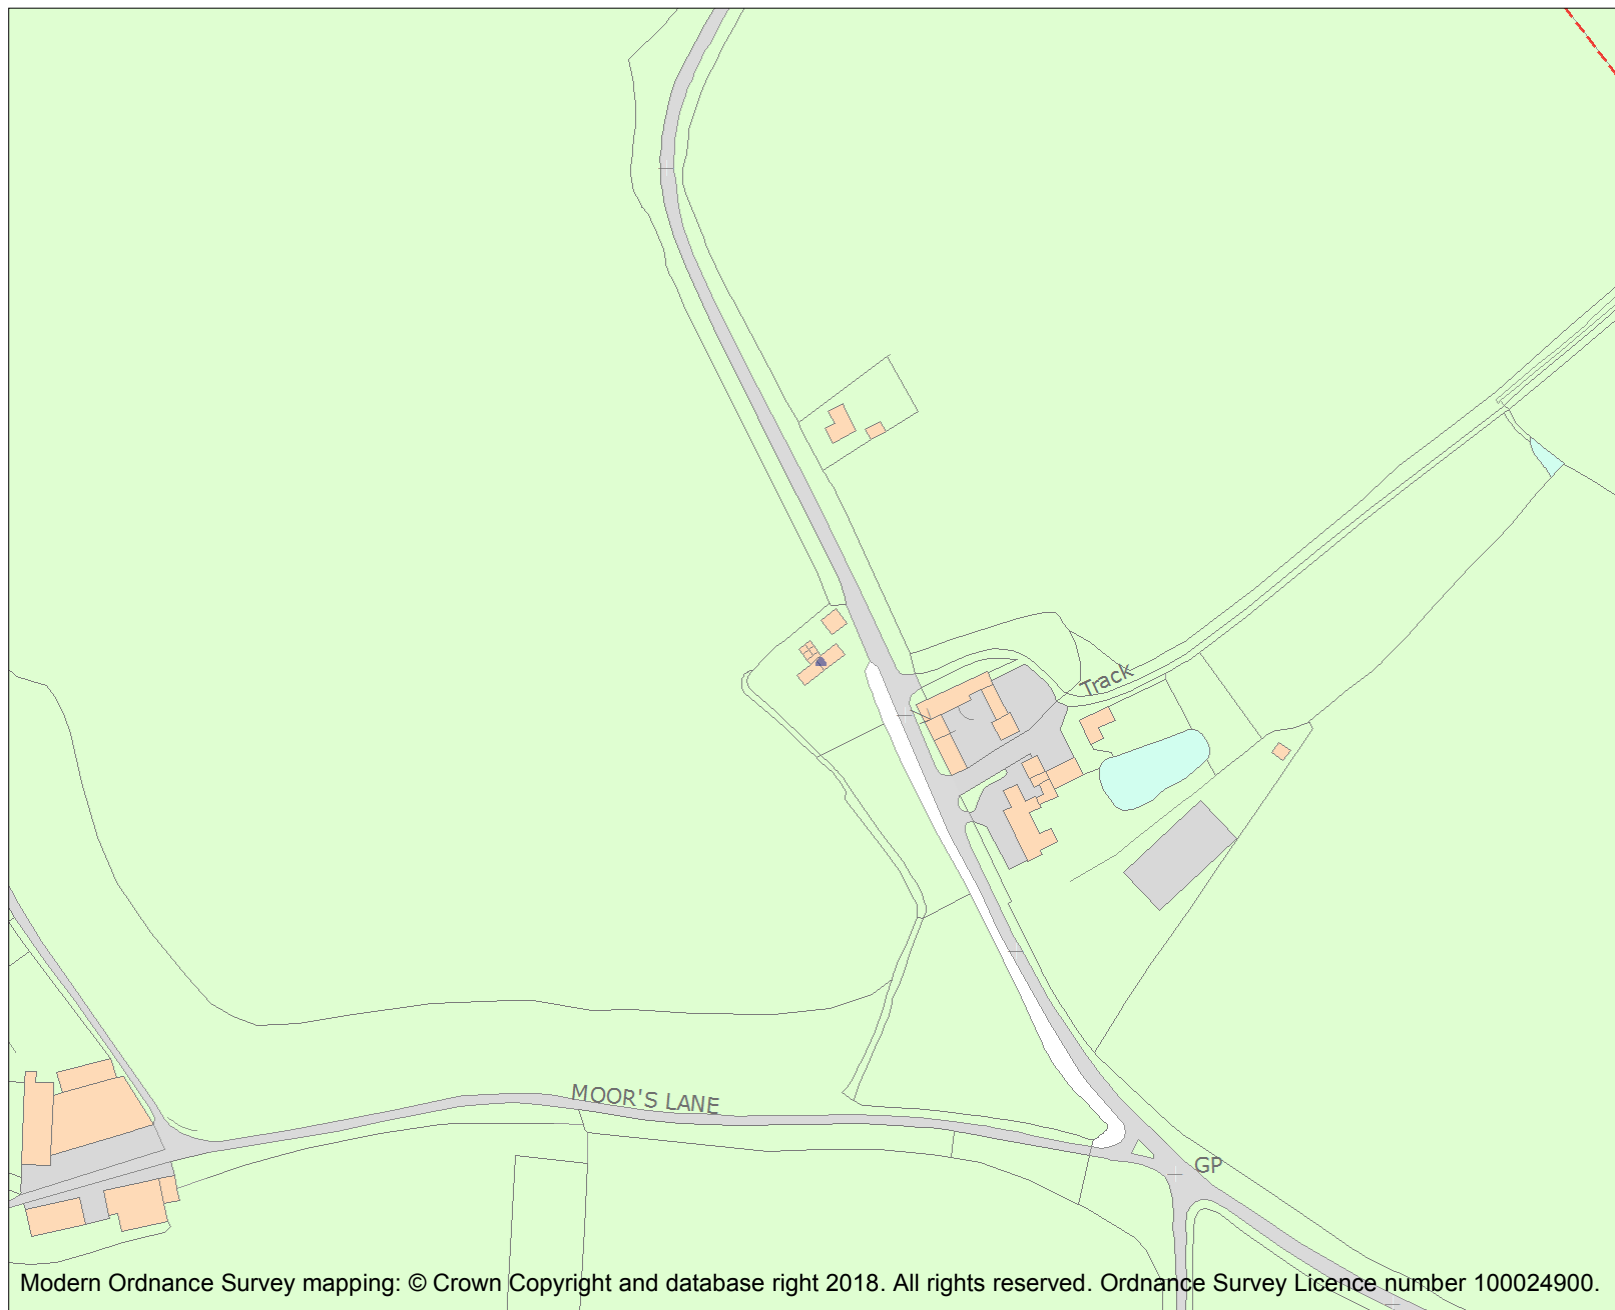 Track
MOOR'S LANE
GP
Modern Ordnance Survey mapping: © Crown Copyright and database right 2018. All rights reserved. Ordnance Survey Licence number 100024900.